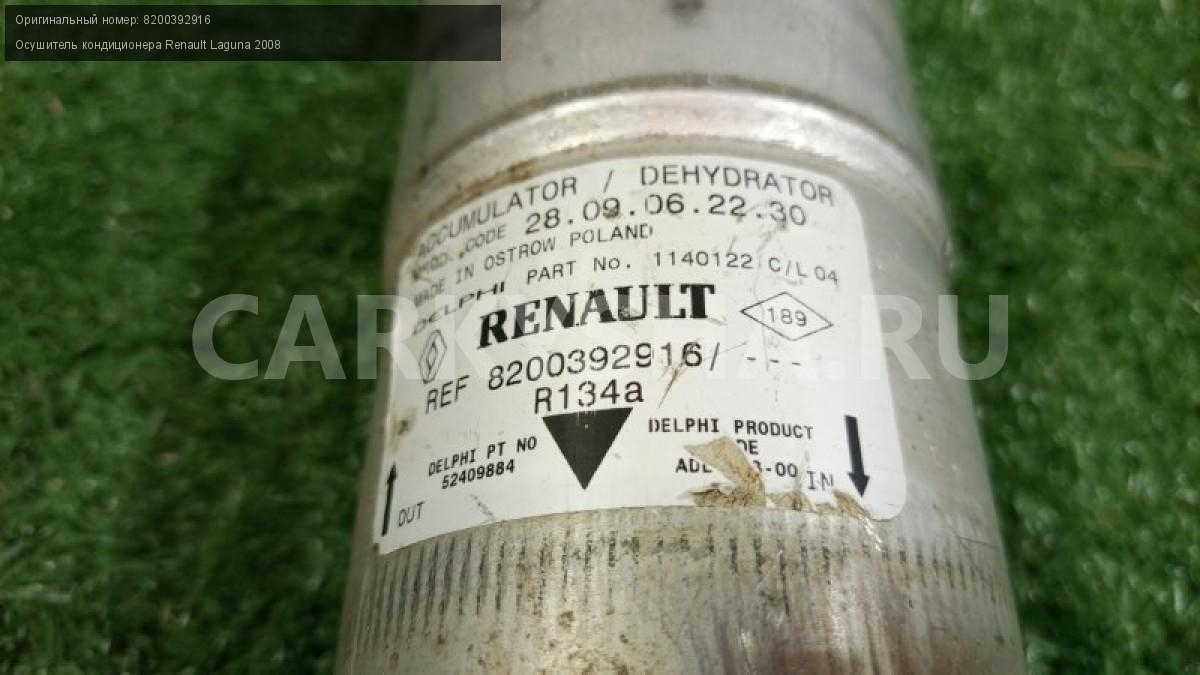 Оригинальный номер: 8200392916
Осушитель кондиционера Renault Laguna 2008
ACCUMULATOR / DEHYDRATOR
CODE 28.09.06.22.30
MADE IN OSTROW POLAND
DELPHI PART No. 1140122 C/L 04
RENAULT 189
REF 8200392916/ ---
R134a
DELPHI PT NO
52409884
DELPHI PRODUCT
-00
OUT
IN